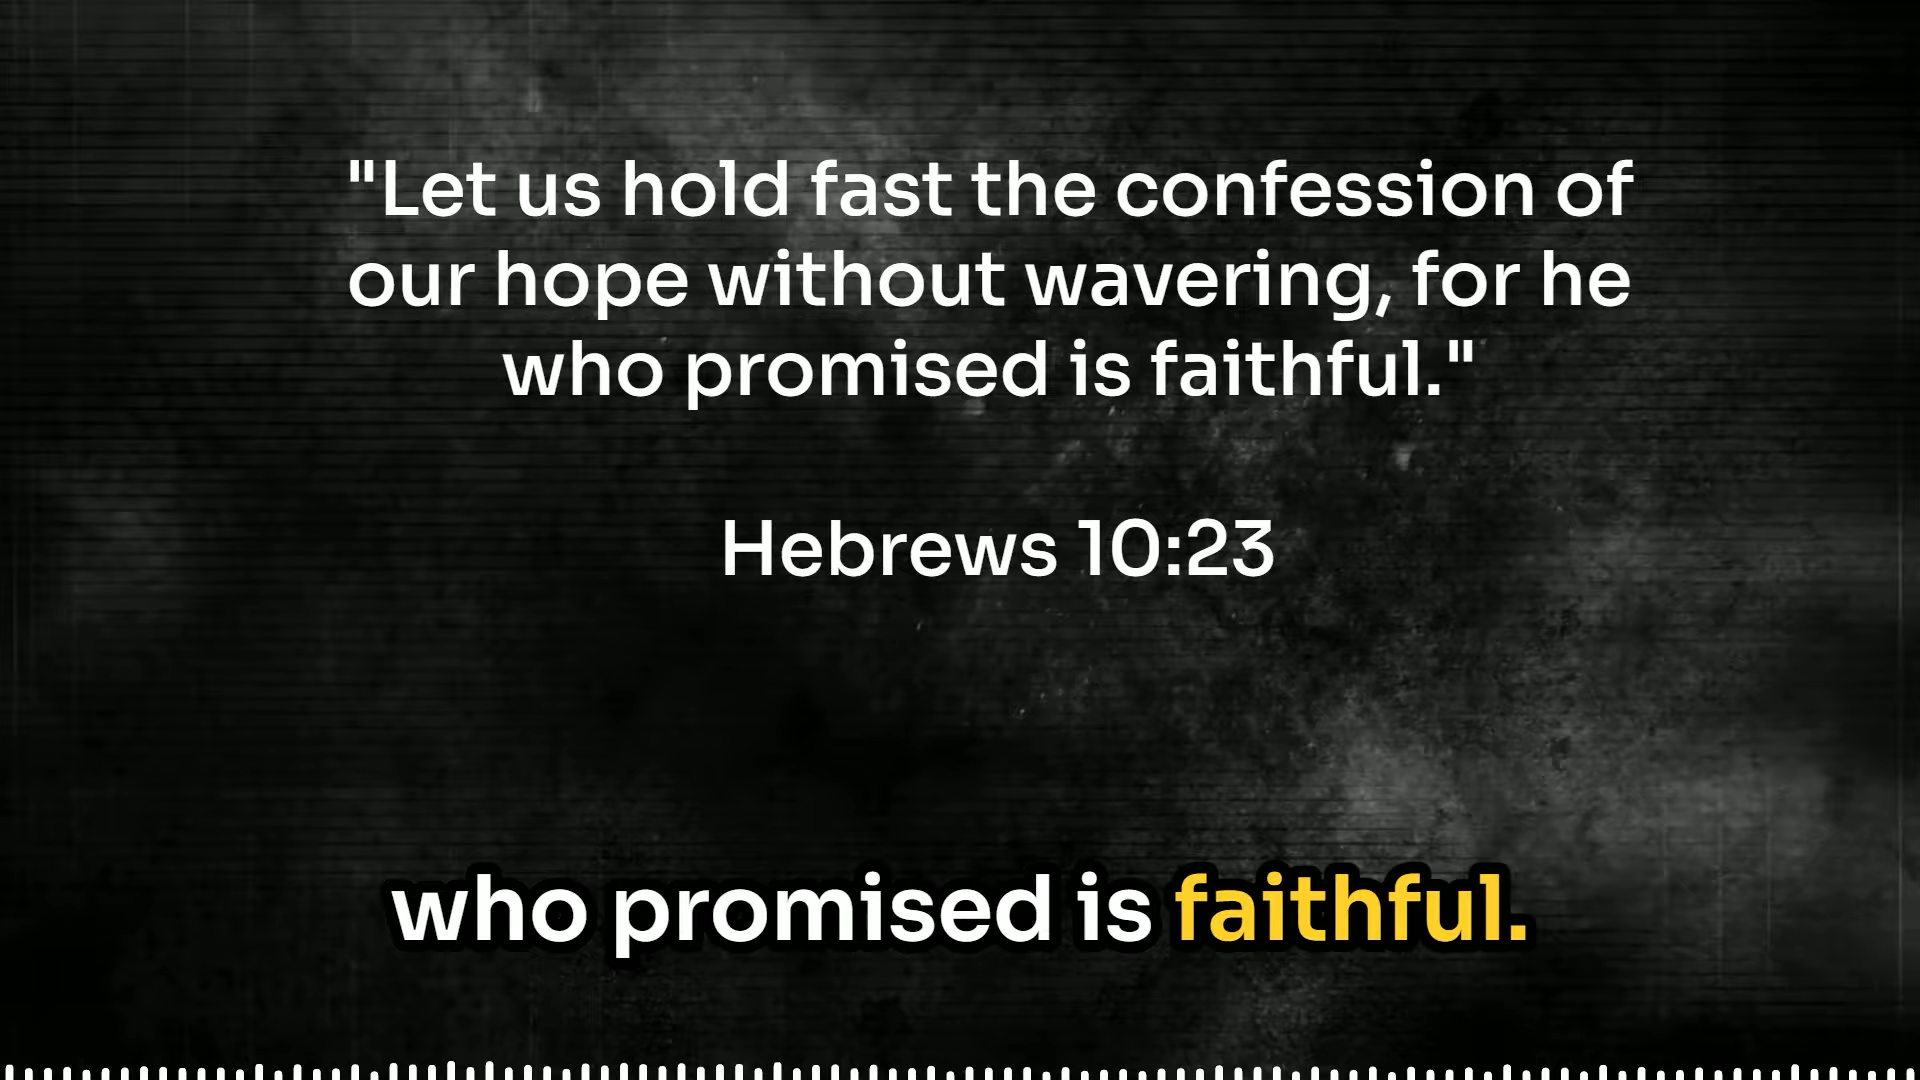 "Let us hold fast the confession of
our hope without wavering, for he
who promised is faithful."
Hebrews 10:23
who promised is faithful.